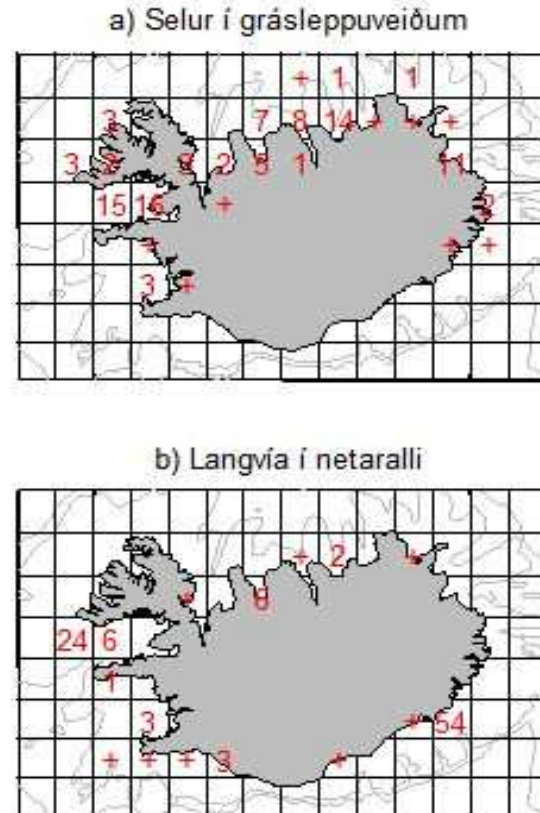 a) Selur í grásleppuveiðum
+ 1 +
3 7 8 14 + + +
3 2 8 2 5 1 11
15 16 + 2
+ + +
3 +
b) Langvía í netaralli
+ 2 +
+ 8
24 6
1
3 + 54
+ + + 3 +